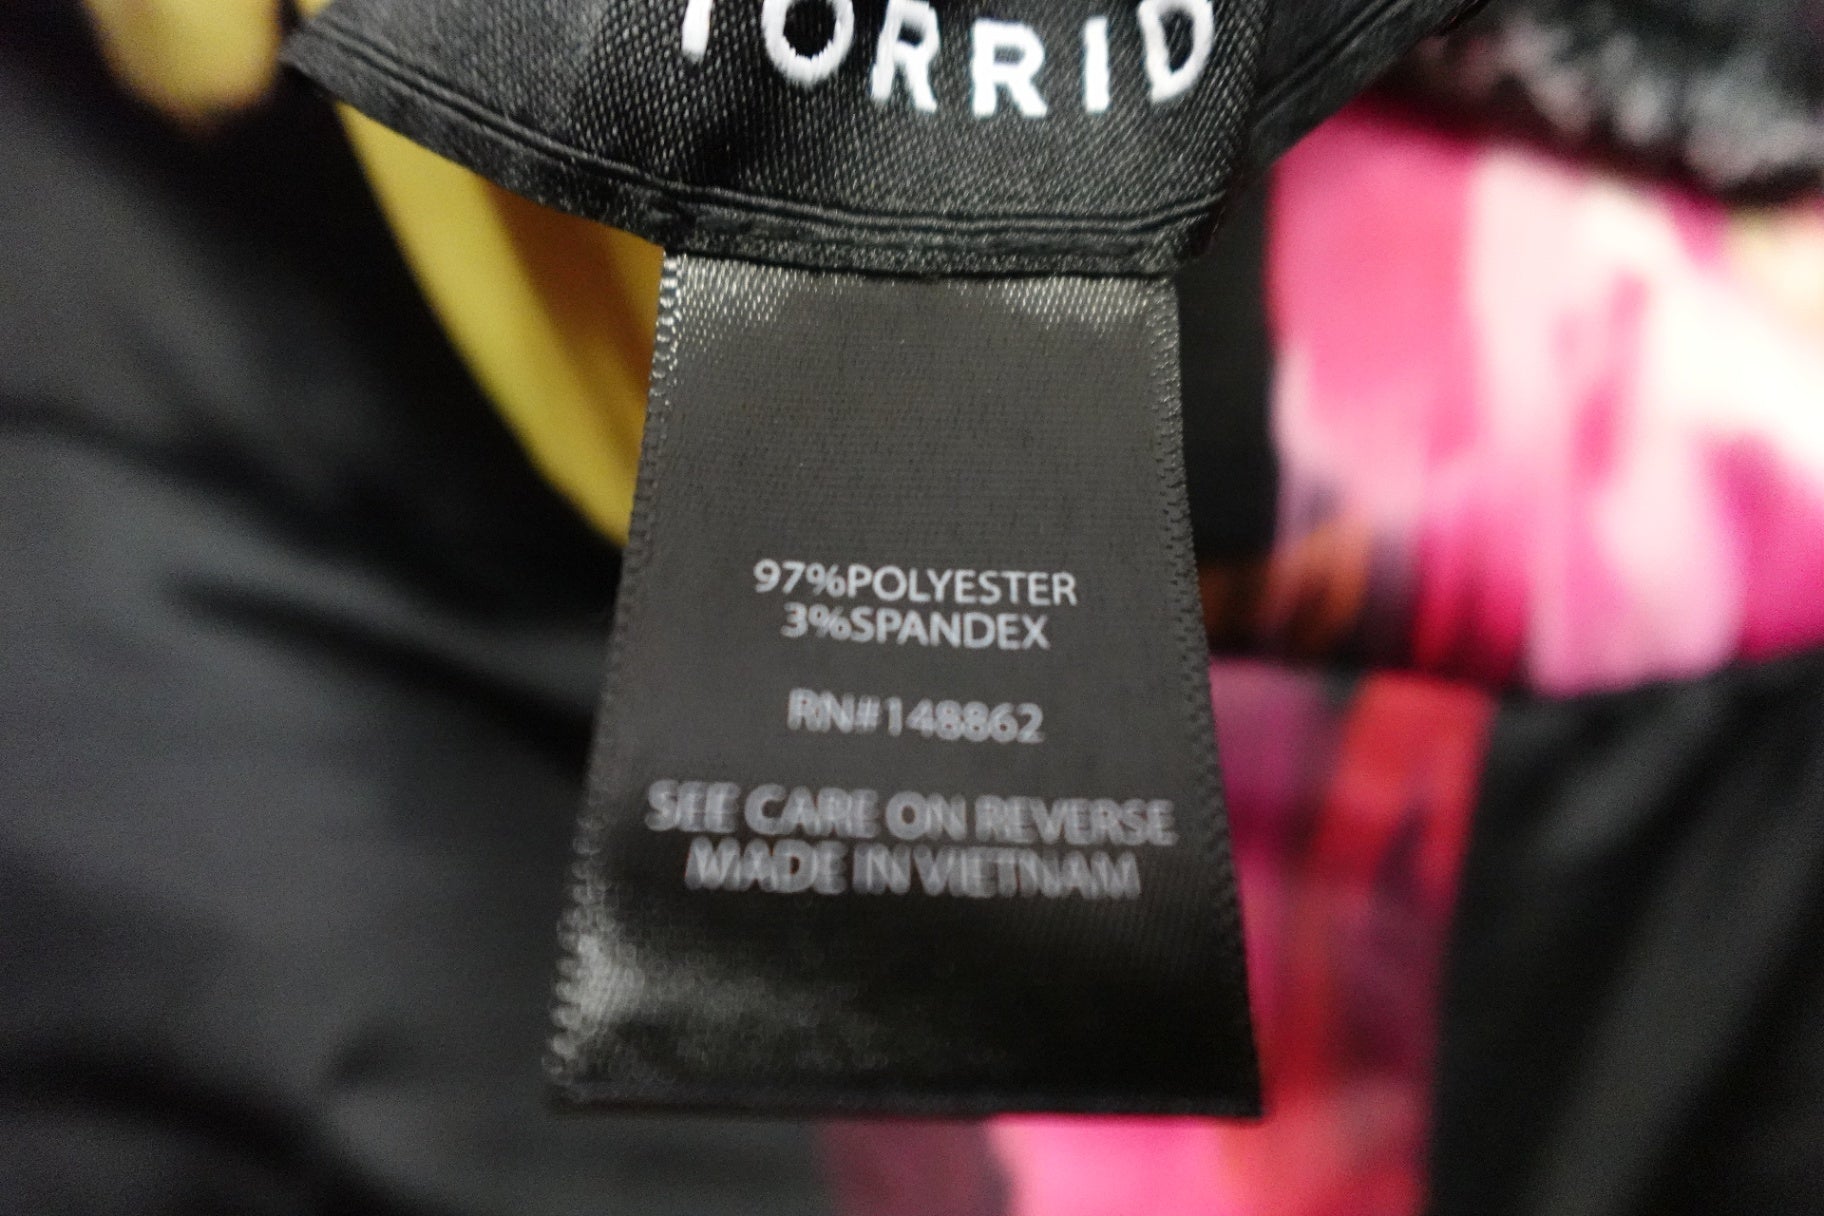 TORRID
97%POLYESTER
3%SPANDEX
RN#148862
SEE CARE ON REVERSE
MADE IN VIETNAM